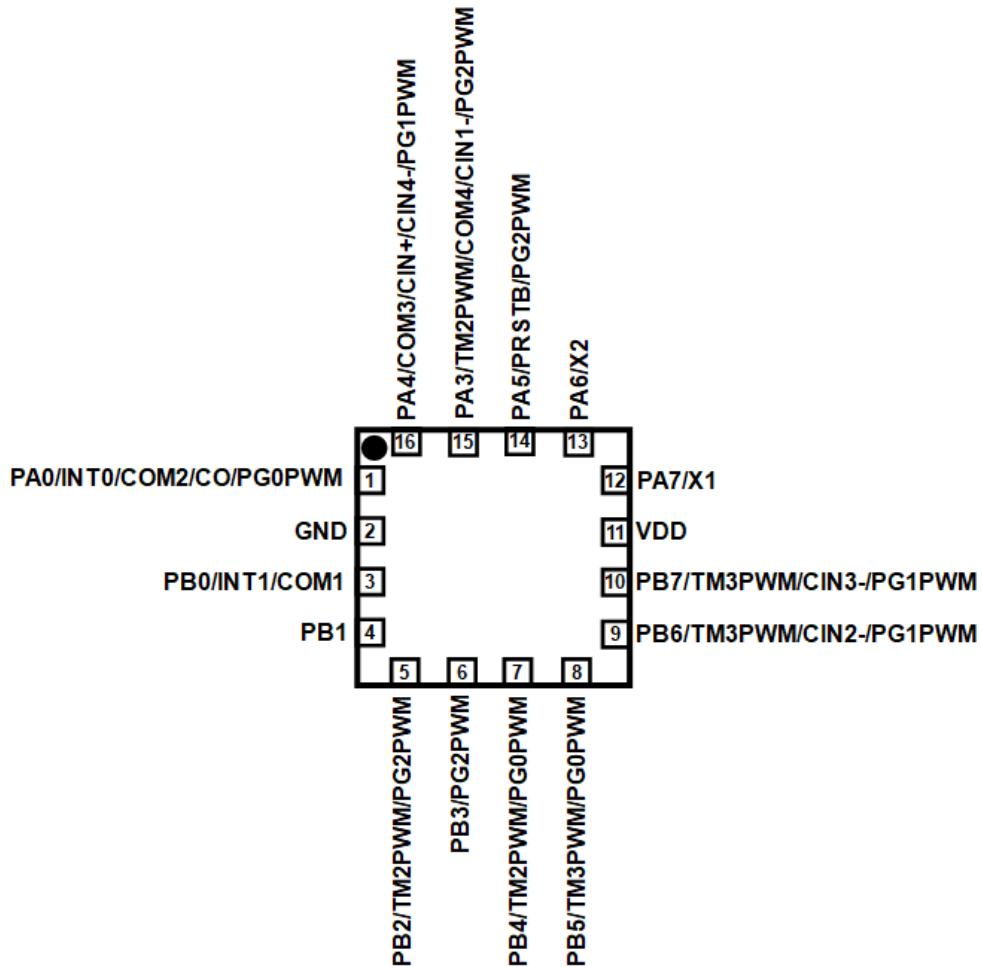 PA4/COM3/CIN+/CIN4-/PG1PWM
PA3/TM2PWM/COM4/CIN1-/PG2PWM
PA5/PRSTB/PG2PWM
PA6/X2
16
15
14
13
PA0/INT0/COM2/CO/PG0PWM 1
12 PA7/X1
GND 2
11 VDD
PB0/INT1/COM1 3
10 PB7/TM3PWM/CIN3-/PG1PWM
PB1 4
9 PB6/TM3PWM/CIN2-/PG1PWM
5
6
7
8
PB2/TM2PWM/PG2PWM
PB3/PG2PWM
PB4/TM2PWM/PG0PWM
PB5/TM3PWM/PG0PWM